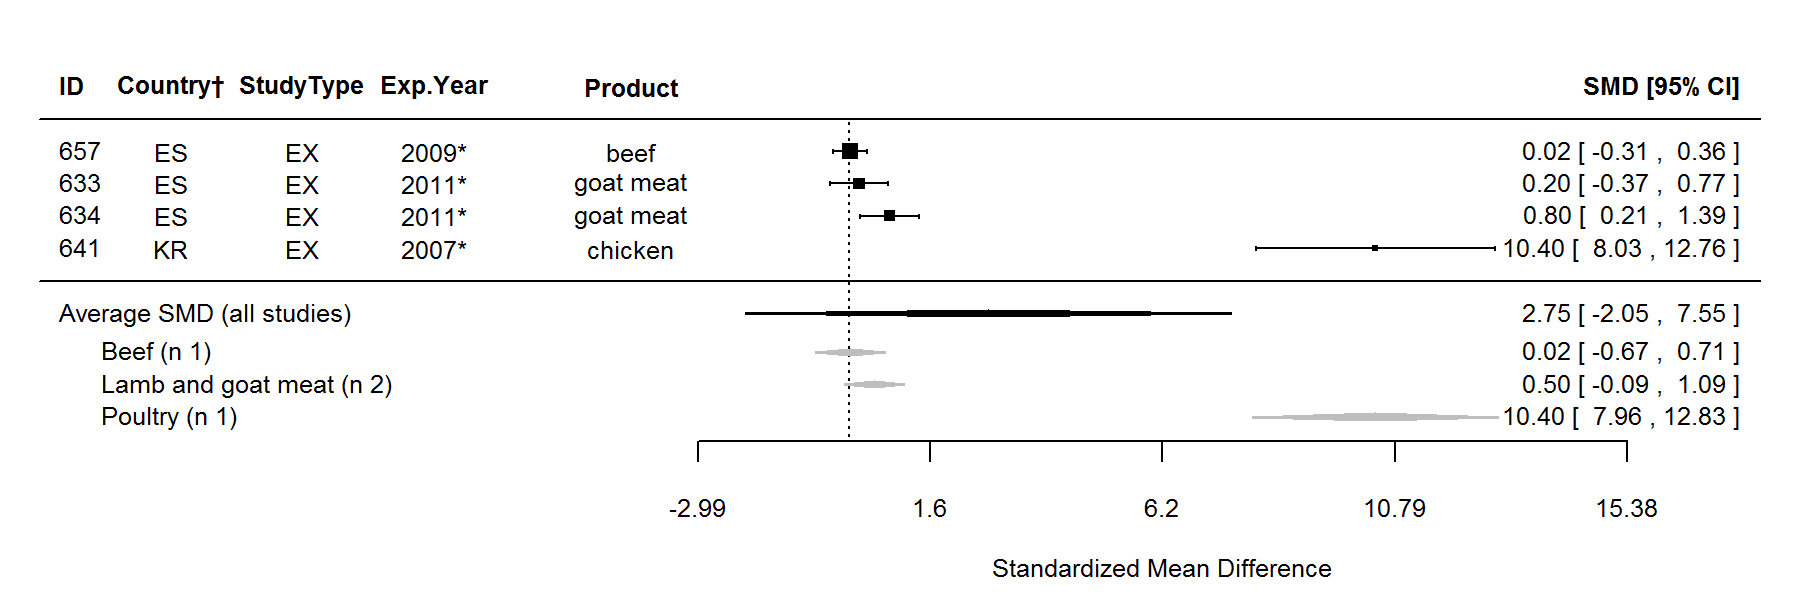 ID Country† StudyType Exp.Year Product SMD [95% CI]
657 ES EX 2009* beef 0.02 [ -0.31 , 0.36 ]
633 ES EX 2011* goat meat 0.20 [ -0.37 , 0.77 ]
634 ES EX 2011* goat meat 0.80 [ 0.21 , 1.39 ]
641 KR EX 2007* chicken 10.40 [ 8.03 , 12.76 ]
Average SMD (all studies) 2.75 [ -2.05 , 7.55 ]
Beef (n 1) 0.02 [ -0.67 , 0.71 ]
Lamb and goat meat (n 2) 0.50 [ -0.09 , 1.09 ]
Poultry (n 1) 10.40 [ 7.96 , 12.83 ]
-2.99 1.6 6.2 10.79 15.38
Standardized Mean Difference